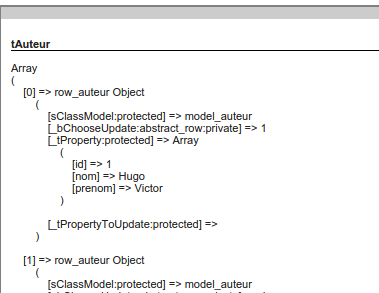 tAuteur
Array
(
[0] => row_auteur Object
(
[sClassModel:protected] => model_auteur
[_bChooseUpdate:abstract_row:private] => 1
[_tProperty:protected] => Array
(
[id] => 1
[nom] => Hugo
[prenom] => Victor
)
[_tPropertyToUpdate:protected] =>
)
[1] => row_auteur Object
(
[sClassModel:protected] => model_auteur